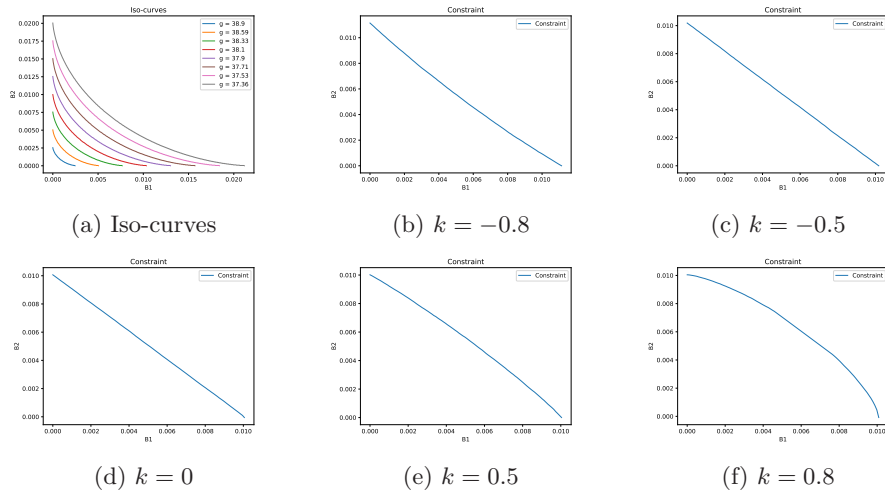 Iso-curves
B2
0.0200
0.0175
0.0150
0.0125
0.0100
0.0075
0.0050
0.0025
0.0000
g = 38.9
g = 38.59
g = 38.33
g = 38.1
g = 37.9
g = 37.71
g = 37.53
g = 37.36
0.000 0.005 0.010 0.015 0.020
B1
(a) Iso-curves
Constraint
Constraint
B2
0.010
0.008
0.006
0.004
0.002
0.000
0.000 0.002 0.004 0.006 0.008 0.010
B1
(b) k = −0.8
Constraint
Constraint
B2
0.010
0.008
0.006
0.004
0.002
0.000
0.000 0.002 0.004 0.006 0.008 0.010
B1
(c) k = −0.5
Constraint
Constraint
B2
0.010
0.008
0.006
0.004
0.002
0.000
0.000 0.002 0.004 0.006 0.008 0.010
B1
(d) k = 0
Constraint
Constraint
B2
0.010
0.008
0.006
0.004
0.002
0.000
0.000 0.002 0.004 0.006 0.008 0.010
B1
(e) k = 0.5
Constraint
Constraint
B2
0.010
0.008
0.006
0.004
0.002
0.000
0.000 0.002 0.004 0.006 0.008 0.010
B1
(f) k = 0.8